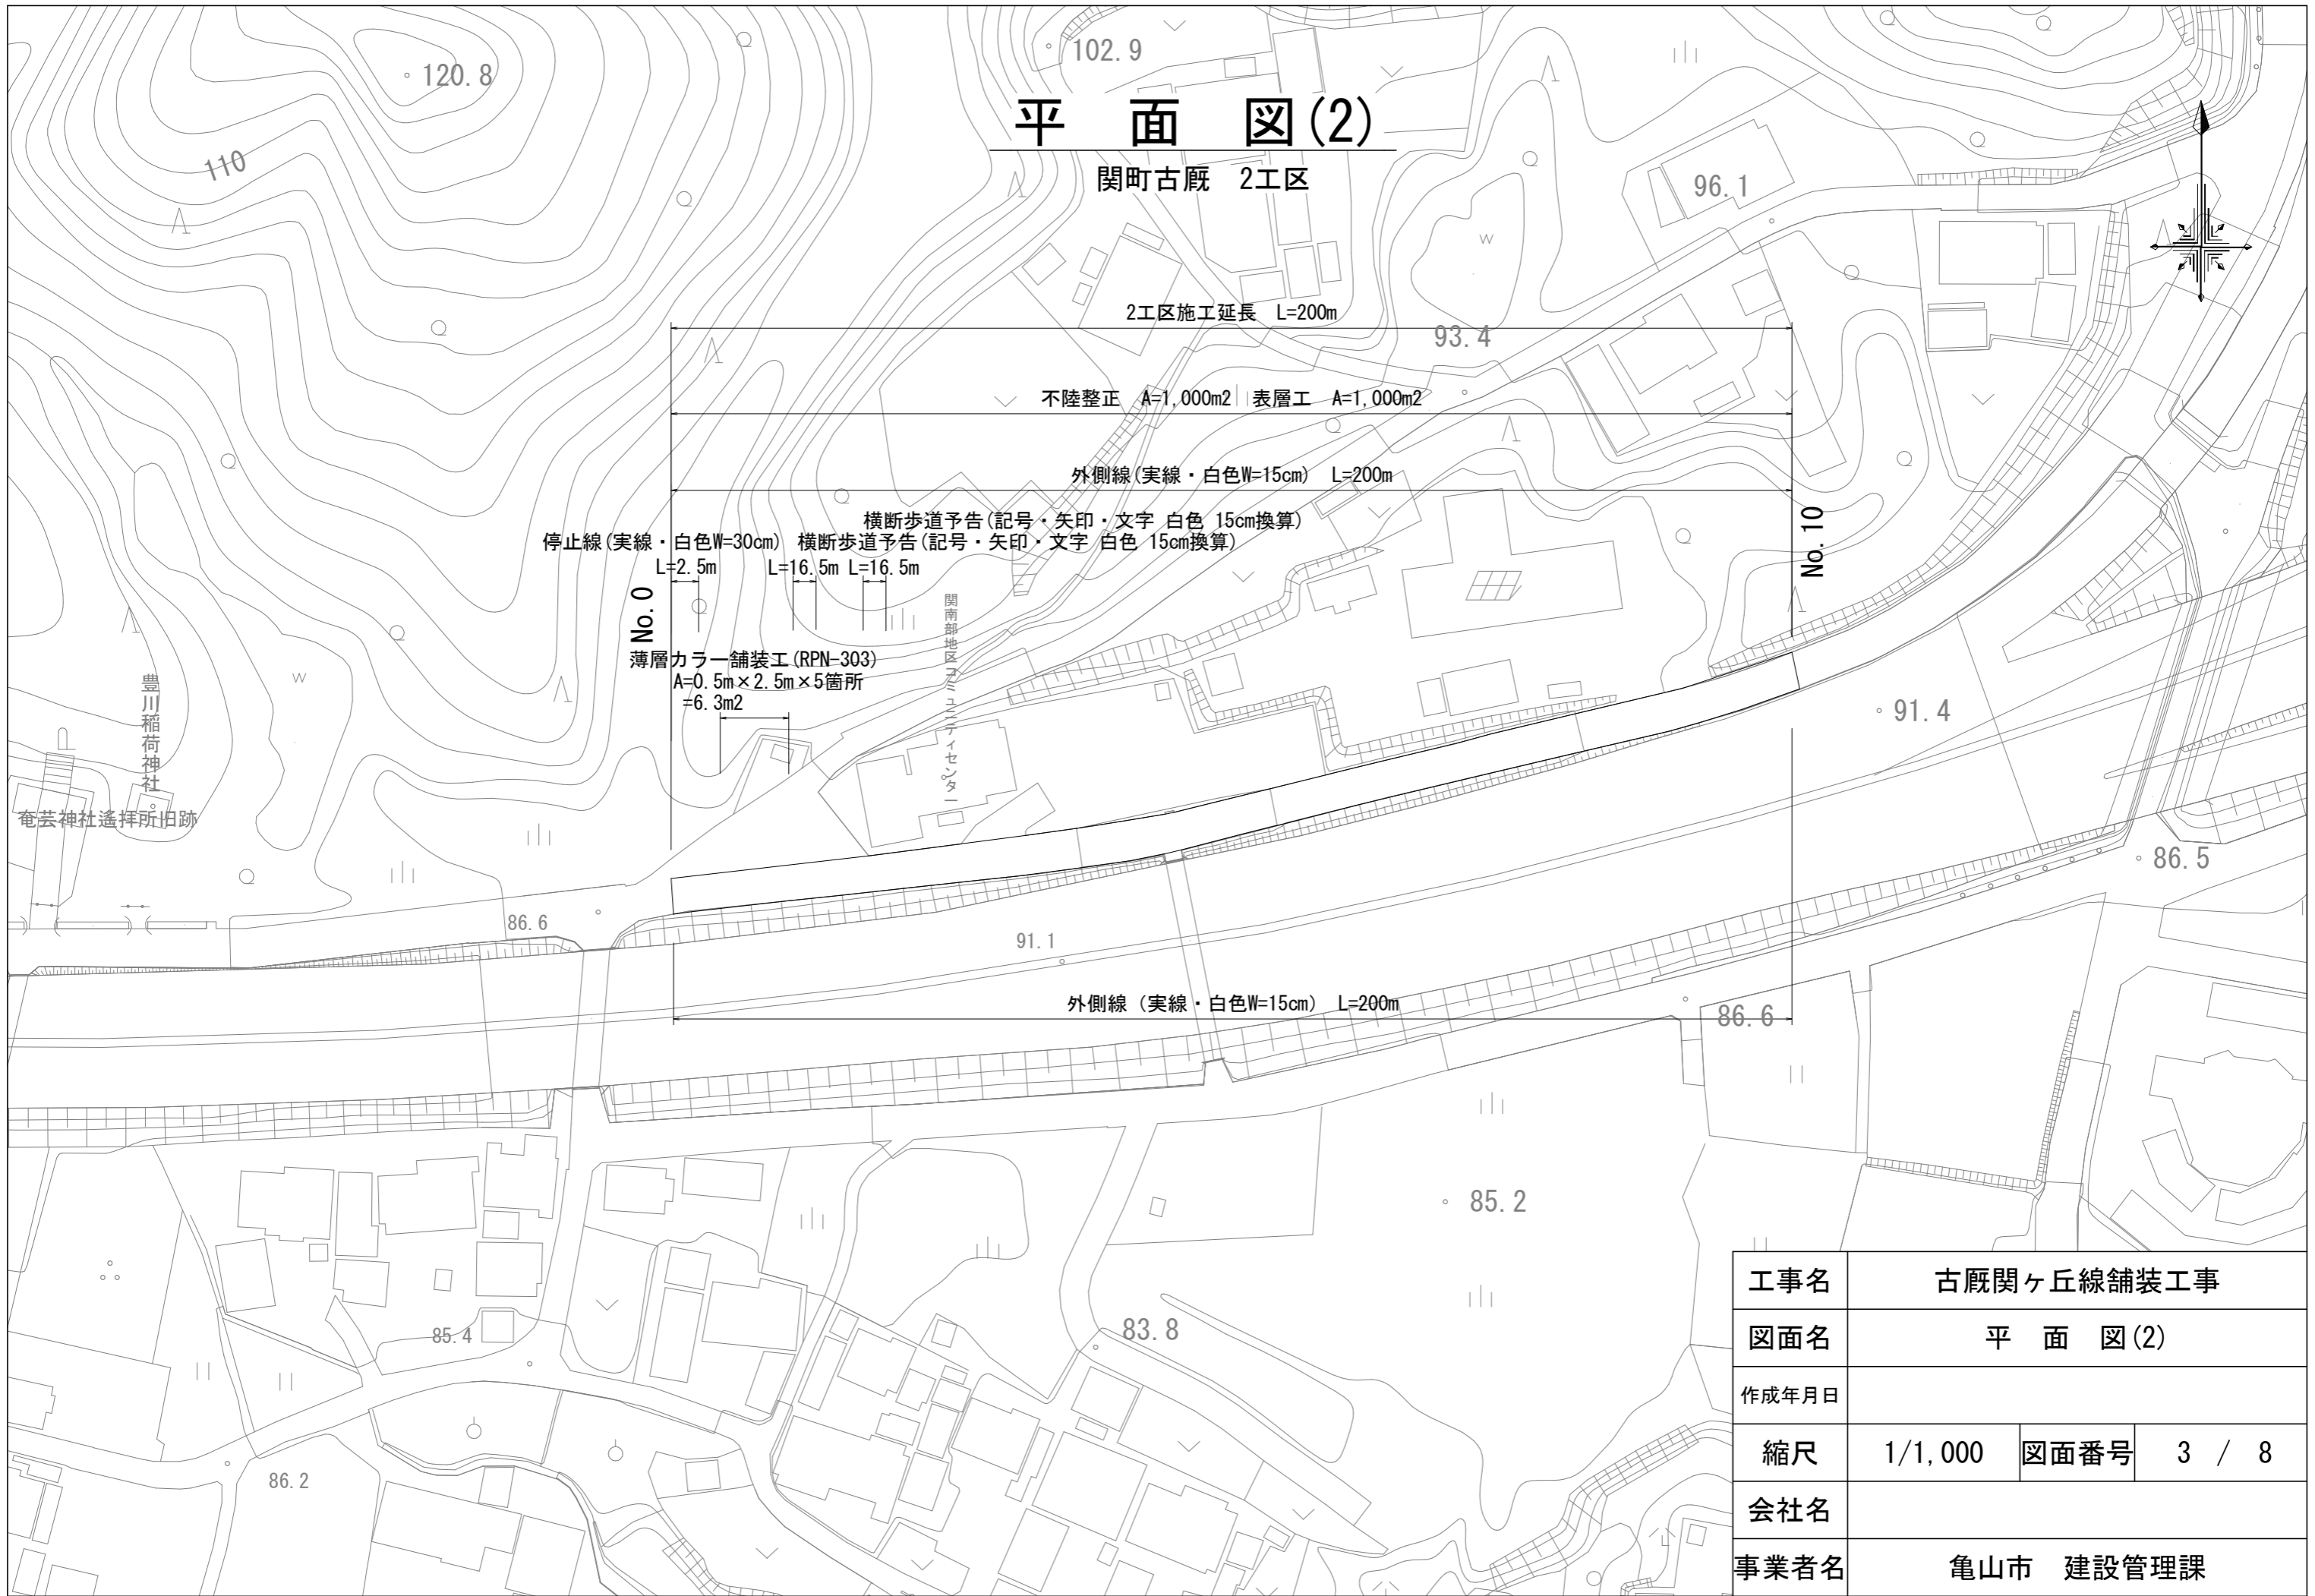 120.8
102.9
110
平 面 図(2)
関町古厩 2工区
96.1
2工区施工延長 L=200m
93.4
不陸整正 A=1,000m2
表層工 A=1,000m2
外側線(実線・白色W=15cm) L=200m
横断歩道予告(記号・矢印・文字 白色 15cm換算)
停止線(実線・白色W=30cm)
横断歩道予告(記号・矢印・文字 白色 15cm換算)
L=2.5m
L=16.5m
L=16.5m
No.0
No.10
薄層カラー舗装工(RPN-303)
A=0.5m×2.5m×5箇所
=6.3m2
関南部地区コミュニティセンター
豊川稲荷神社
奄芸神社遙拝所旧跡
91.4
86.5
86.6
91.1
外側線（実線・白色W=15cm） L=200m
86.6
85.2
85.4
83.8
86.2
工事名 古厩関ヶ丘線舗装工事
図面名 平 面 図(2)
作成年月日
縮尺 1/1,000 図面番号 3 / 8
会社名
事業者名 亀山市 建設管理課